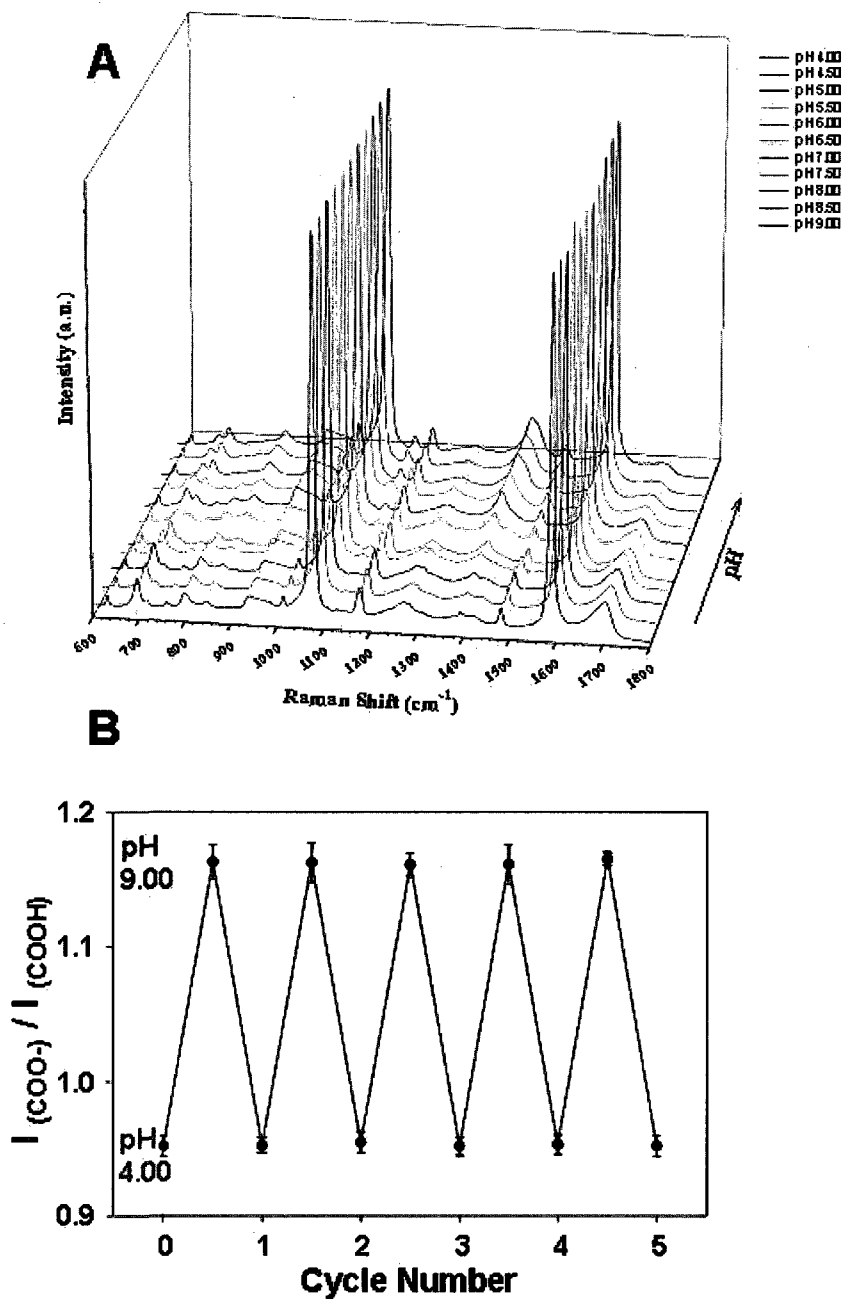 A
pH4.00
pH4.50
pH5.00
pH5.50
pH6.00
pH6.50
pH7.00
pH7.50
pH8.00
pH8.50
pH9.00
Intensity (a.u.)
pH
600 700 800 900 1000 1100 1200 1300 1400 1500 1600 1700 1800
Raman Shift (cm⁻¹)
B
I (COO-) / I (COOH)
1.2
1.1
1.0
0.9
pH
9.00
pH
4.00
0 1 2 3 4 5
Cycle Number